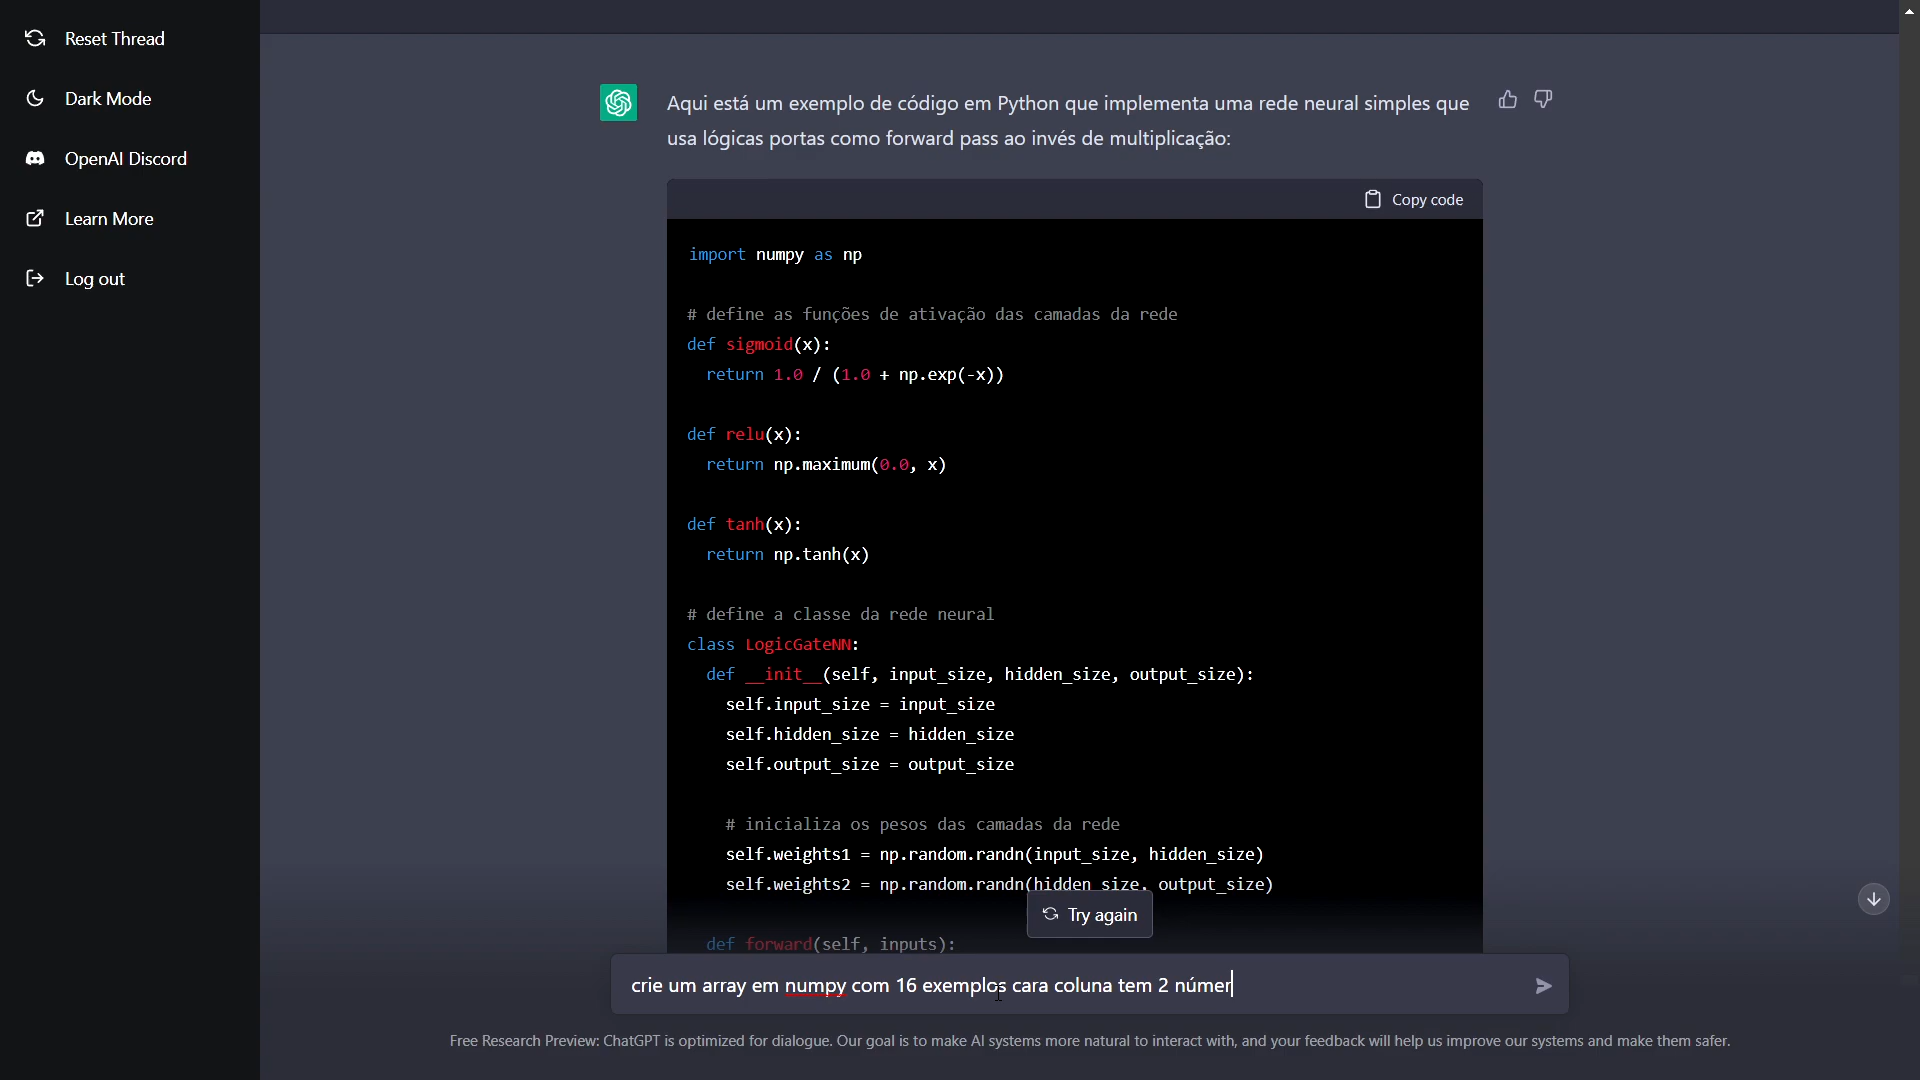 Reset Thread
Dark Mode
OpenAI Discord
Learn More
Log out
Aqui está um exemplo de código em Python que implementa uma rede neural simples que
usa lógicas portas como forward pass ao invés de multiplicação:
Copy code
import numpy as np
# define as funções de ativação das camadas da rede
def sigmoid(x):
  return 1.0 / (1.0 + np.exp(-x))
def relu(x):
  return np.maximum(0.0, x)
def tanh(x):
  return np.tanh(x)
# define a classe da rede neural
class LogicGateNN:
  def __init__(self, input_size, hidden_size, output_size):
    self.input_size = input_size
    self.hidden_size = hidden_size
    self.output_size = output_size
    # inicializa os pesos das camadas da rede
    self.weights1 = np.random.randn(input_size, hidden_size)
    self.weights2 = np.random.randn(hidden_size, output_size)
Try again
  def forward(self, inputs):
crie um array em numpy com 16 exemplos cara coluna tem 2 númer
Free Research Preview: ChatGPT is optimized for dialogue. Our goal is to make AI systems more natural to interact with, and your feedback will help us improve our systems and make them safer.